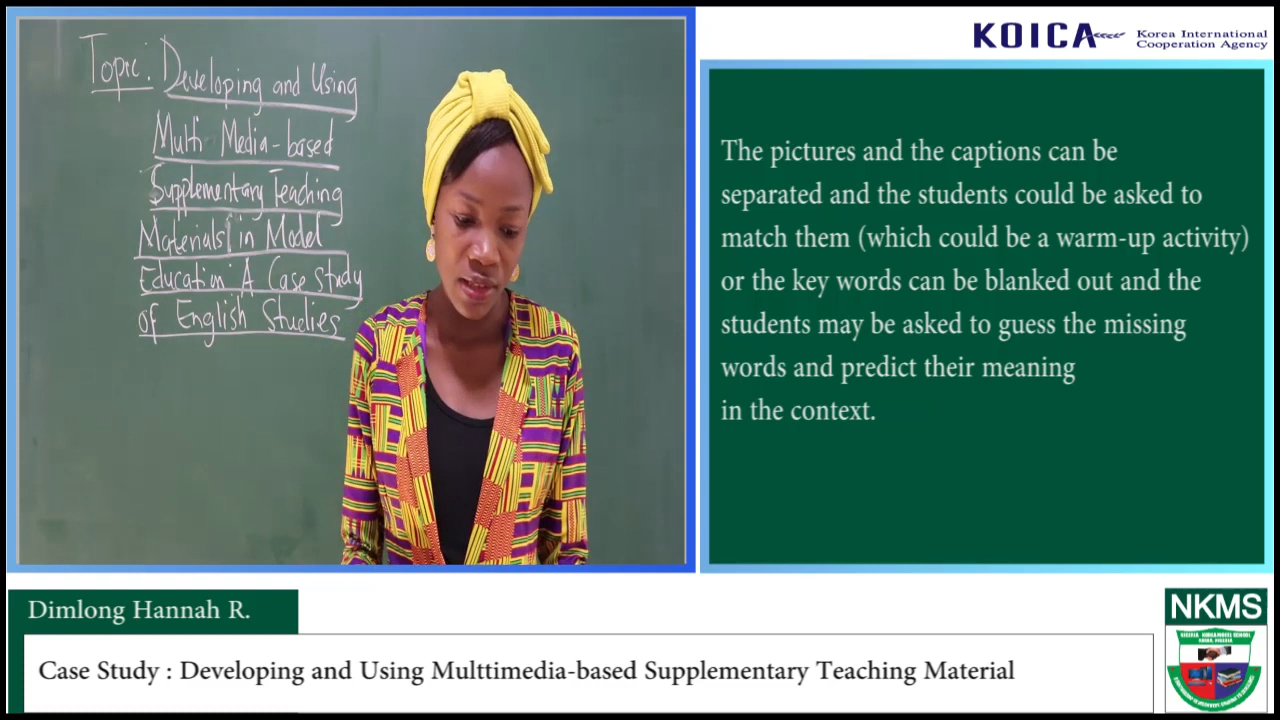 Topic: Developing and Using
Multi Media-based
Supplementary Teaching
Materials in Model
Education: A Case Study
of English Studies
KOICA
Korea International
Cooperation Agency
The pictures and the captions can be
separated and the students could be asked to
match them (which could be a warm-up activity)
or the key words can be blanked out and the
students may be asked to guess the missing
words and predict their meaning
in the context.
Dimlong Hannah R.
Case Study : Developing and Using Multtimedia-based Supplementary Teaching Material
NKMS